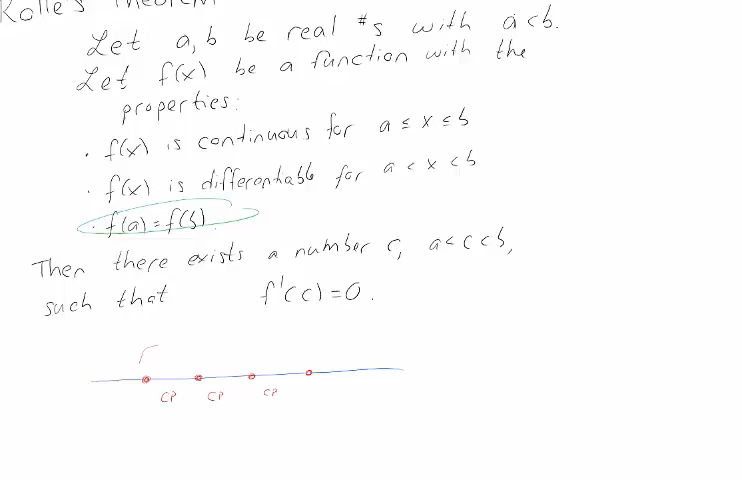 Rolle's Theorem
Let a, b be real #s with a<b.
Let f(x) be a function with the
properties:
· f(x) is continuous for a ≤ x ≤ b
· f(x) is differentiable for a < x < b
· f(a) = f(b).
Then there exists a number c, a<c<b,
such that f'(c) = 0.
CP CP CP